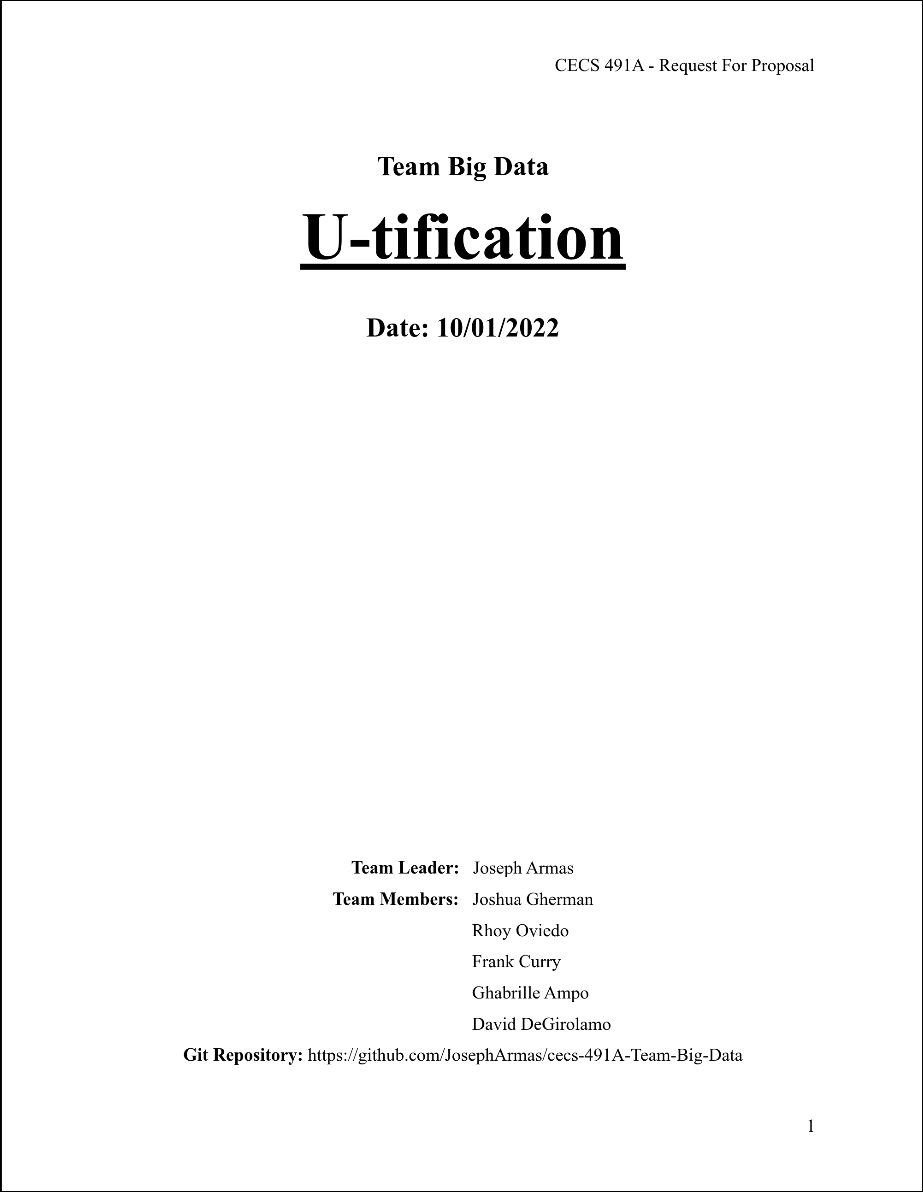 CECS 491A - Request For Proposal
Team Big Data
U-tification
Date: 10/01/2022
Team Leader: Joseph Armas
Team Members: Joshua Gherman
Rhoy Oviedo
Frank Curry
Ghabrille Ampo
David DeGirolamo
Git Repository: https://github.com/JosephArmas/cecs-491A-Team-Big-Data
1